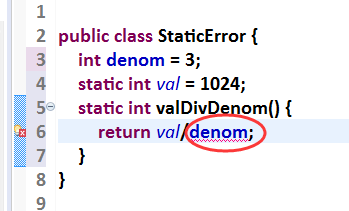 1
2 public class StaticError {
3 int denom = 3;
4 static int val = 1024;
5 static int valDivDenom() {
6 return val/denom;
7 }
8 }
9